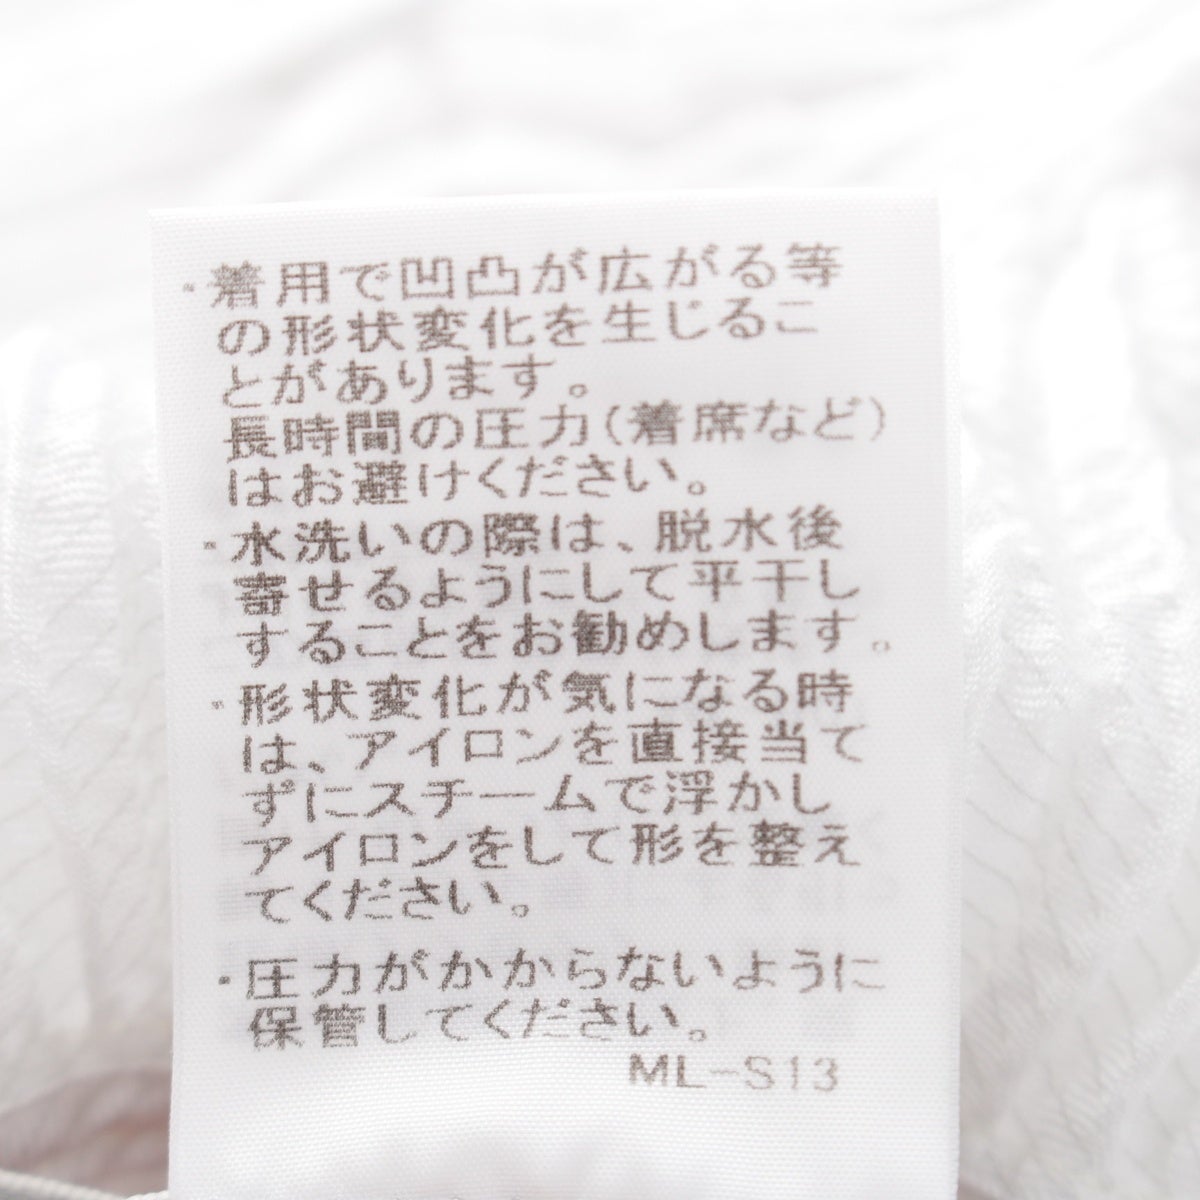 ・着用で凹凸が広がる等
の形状変化を生じるこ
とがあります。
長時間の圧力(着席など)
はお避けください。
・水洗いの際は、脱水後
寄せるようにして平干し
することをお勧めします。
・形状変化が気になる時
は、アイロンを直接当て
ずにスチームで浮かし
アイロンをして形を整え
てください。
・圧力がかからないように
保管してください。
ML-S13